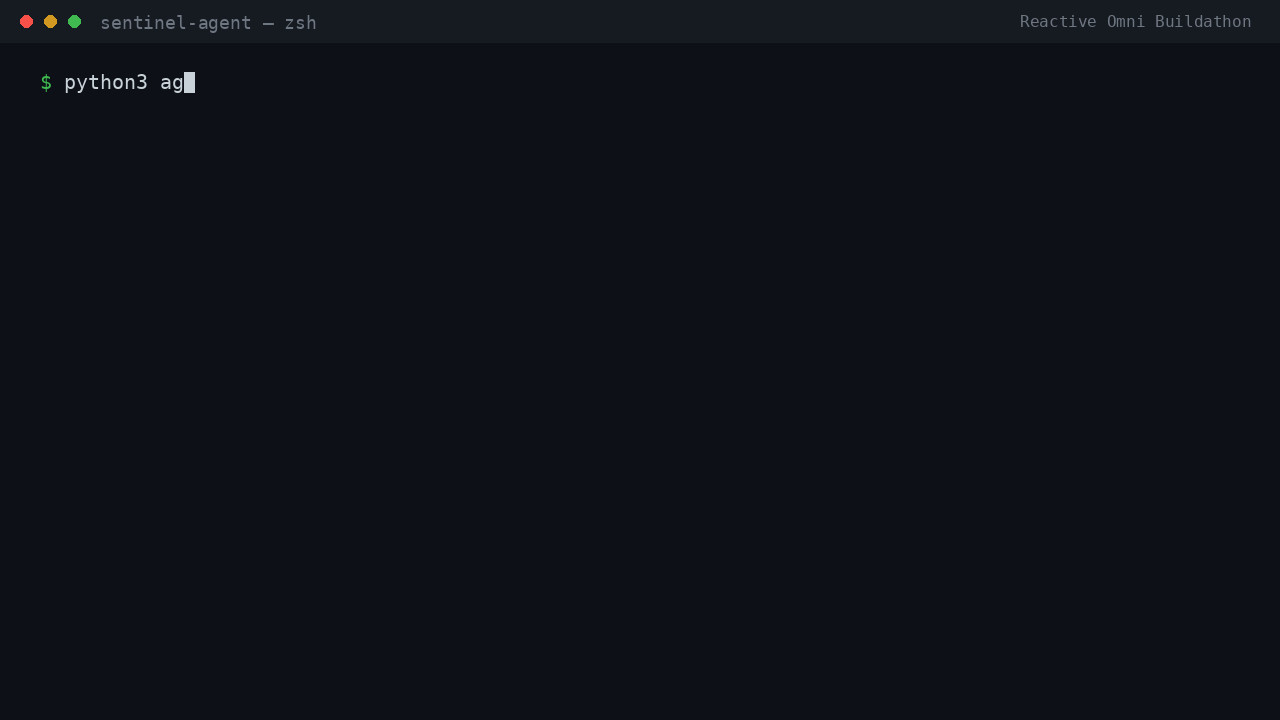 sentinel-agent — zsh
Reactive Omni Buildathon
$ python3 ag